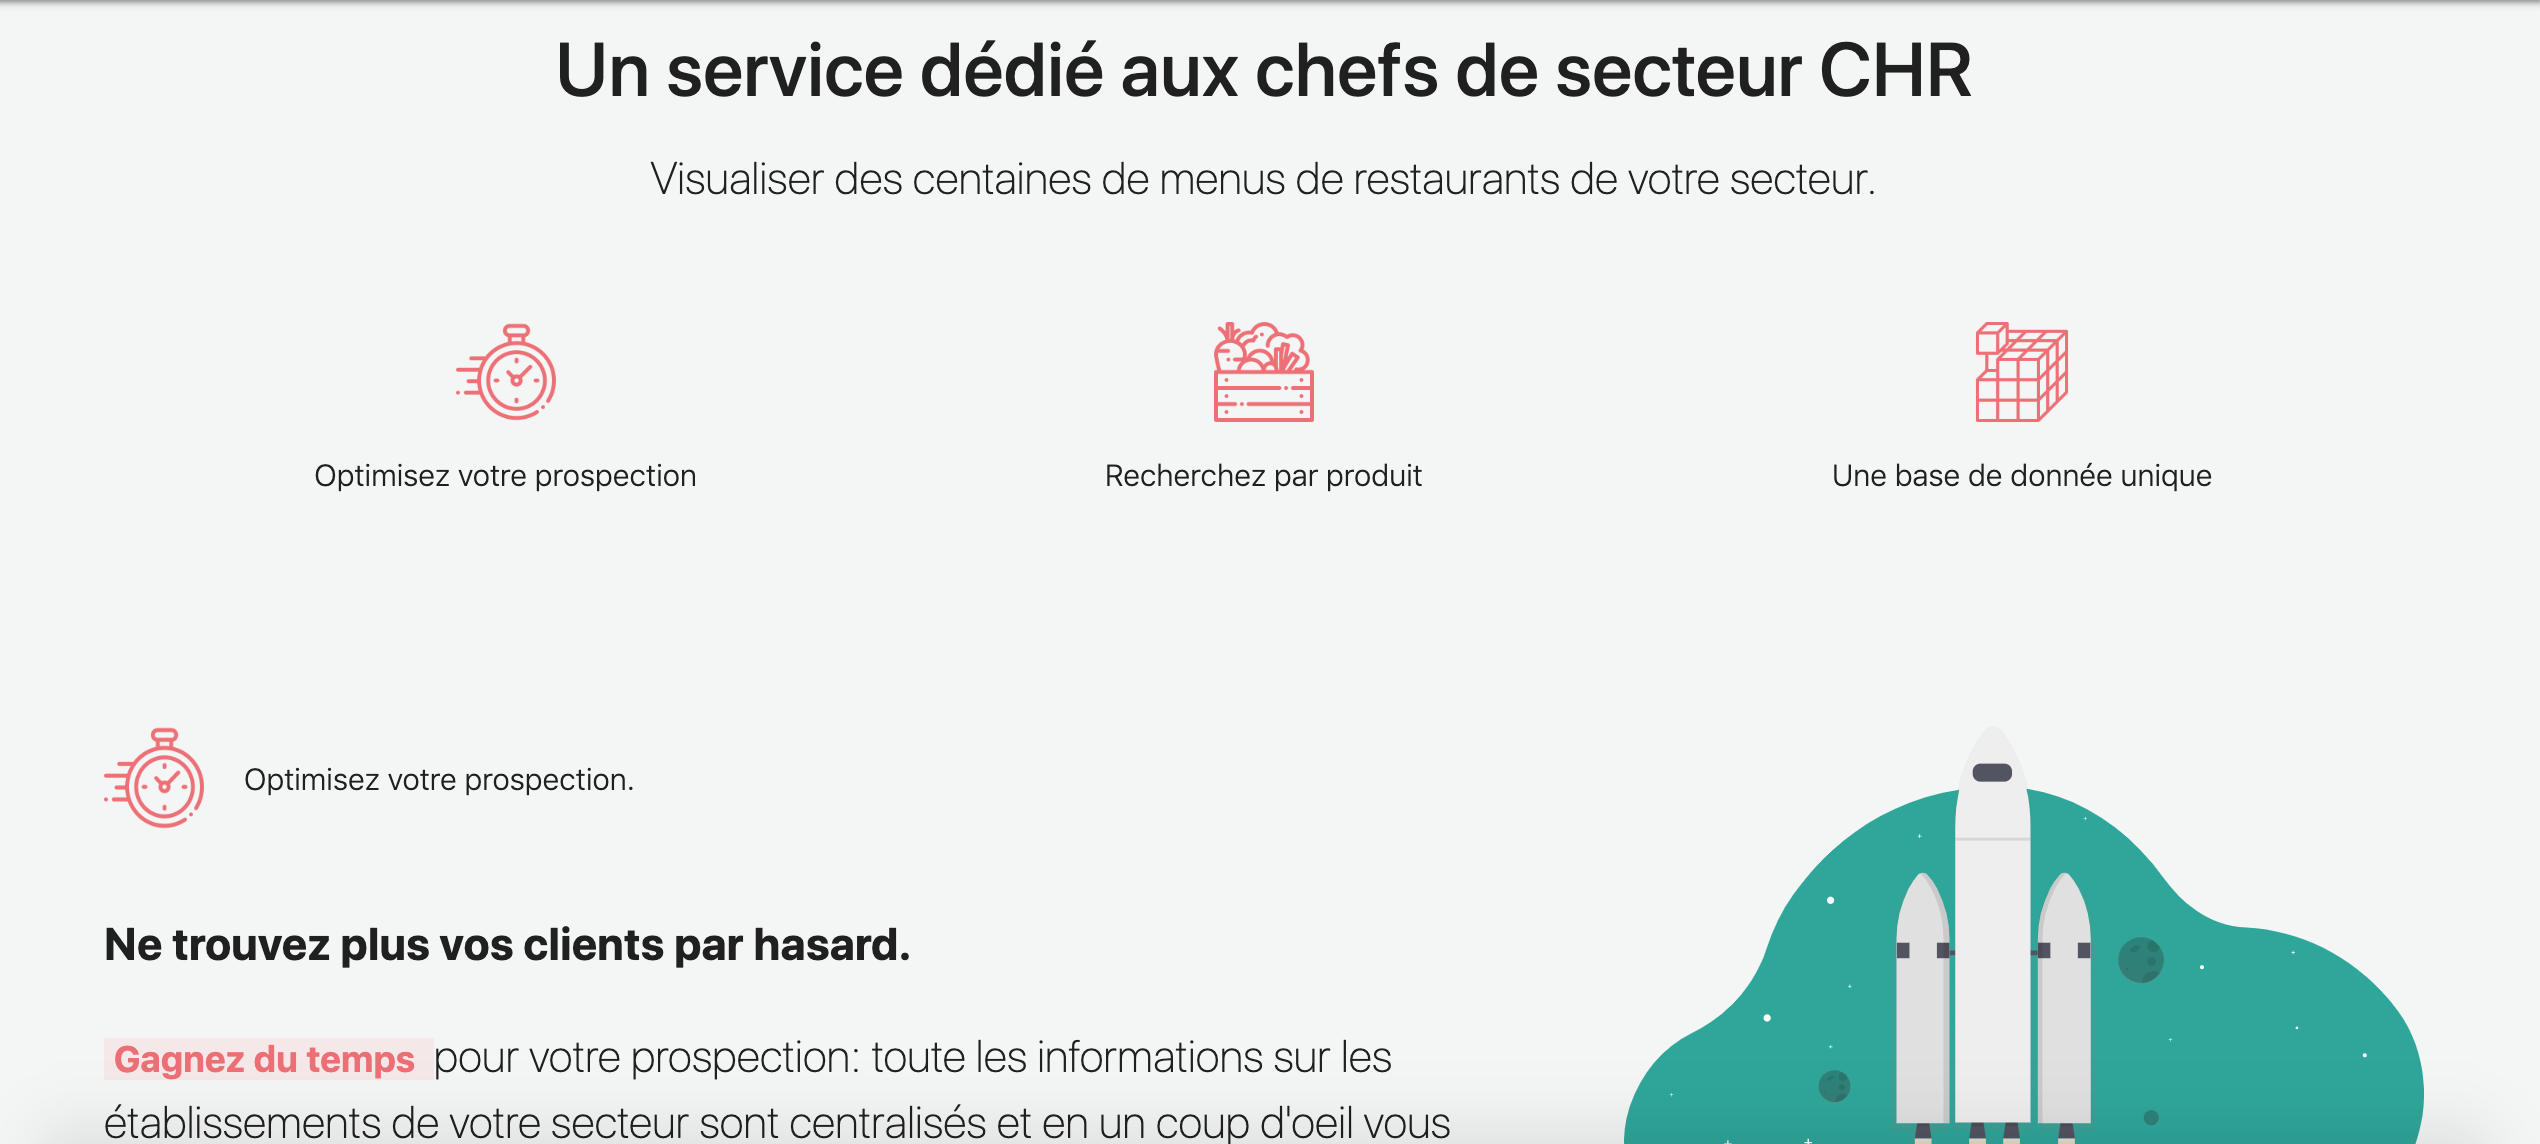 Un service dédié aux chefs de secteur CHR
Visualiser des centaines de menus de restaurants de votre secteur.
Optimisez votre prospection
Recherchez par produit
Une base de donnée unique
Optimisez votre prospection.
Ne trouvez plus vos clients par hasard.
Gagnez du temps pour votre prospection: toute les informations sur les
établissements de votre secteur sont centralisés et en un coup d'oeil vous